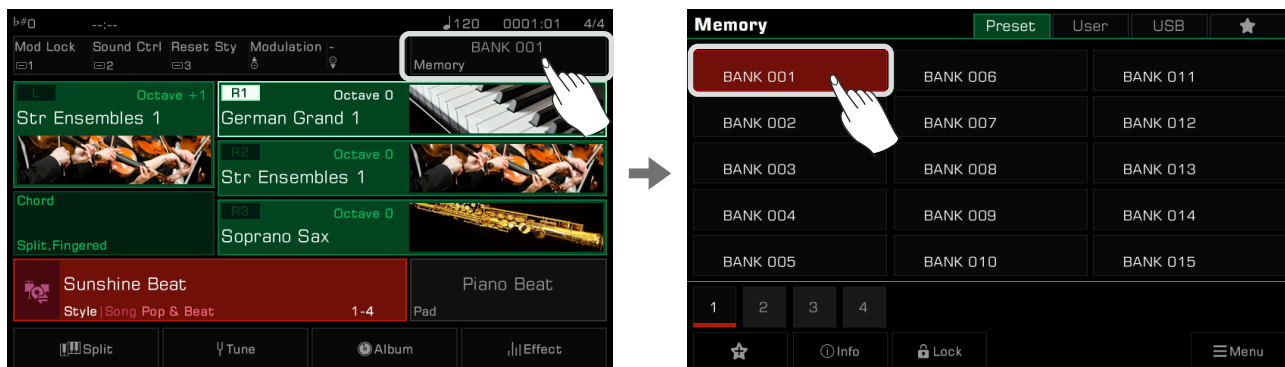 b#0 --:-- ♩120 0001:01 4/4
Mod Lock Sound Ctrl Reset Sty Modulation -
1 2 3
BANK 001
Memory
L Octave +1
Str Ensembles 1
R1 Octave 0
German Grand 1
R2 Octave 0
Str Ensembles 1
Chord
Split,Fingered
R3 Octave 0
Soprano Sax
Sunshine Beat
Style|Song Pop & Beat 1-4
Piano Beat
Pad
Split Tune Album Effect
Memory Preset User USB
BANK 001 BANK 006 BANK 011
BANK 002 BANK 007 BANK 012
BANK 003 BANK 008 BANK 013
BANK 004 BANK 009 BANK 014
BANK 005 BANK 010 BANK 015
1 2 3 4
Info Lock Menu